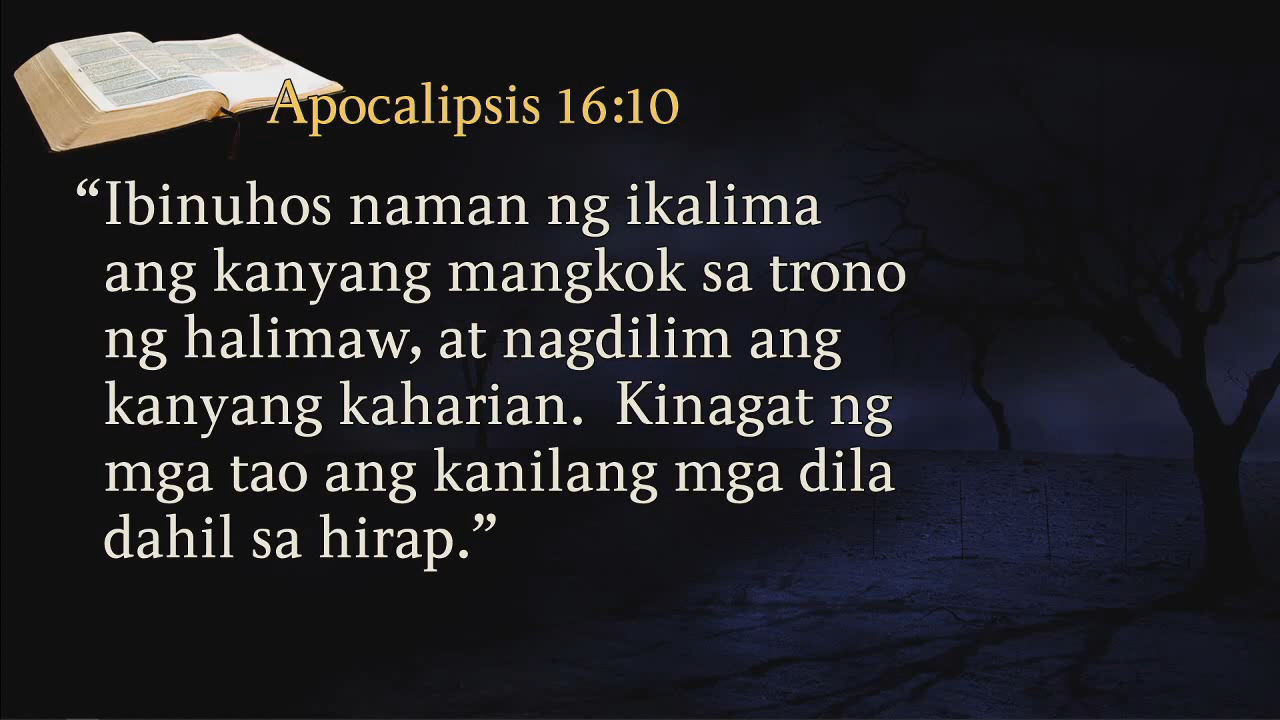 Apocalipsis 16:10
“Ibinuhos naman ng ikalima
ang kanyang mangkok sa trono
ng halimaw, at nagdilim ang
kanyang kaharian.  Kinagat ng
mga tao ang kanilang mga dila
dahil sa hirap.”